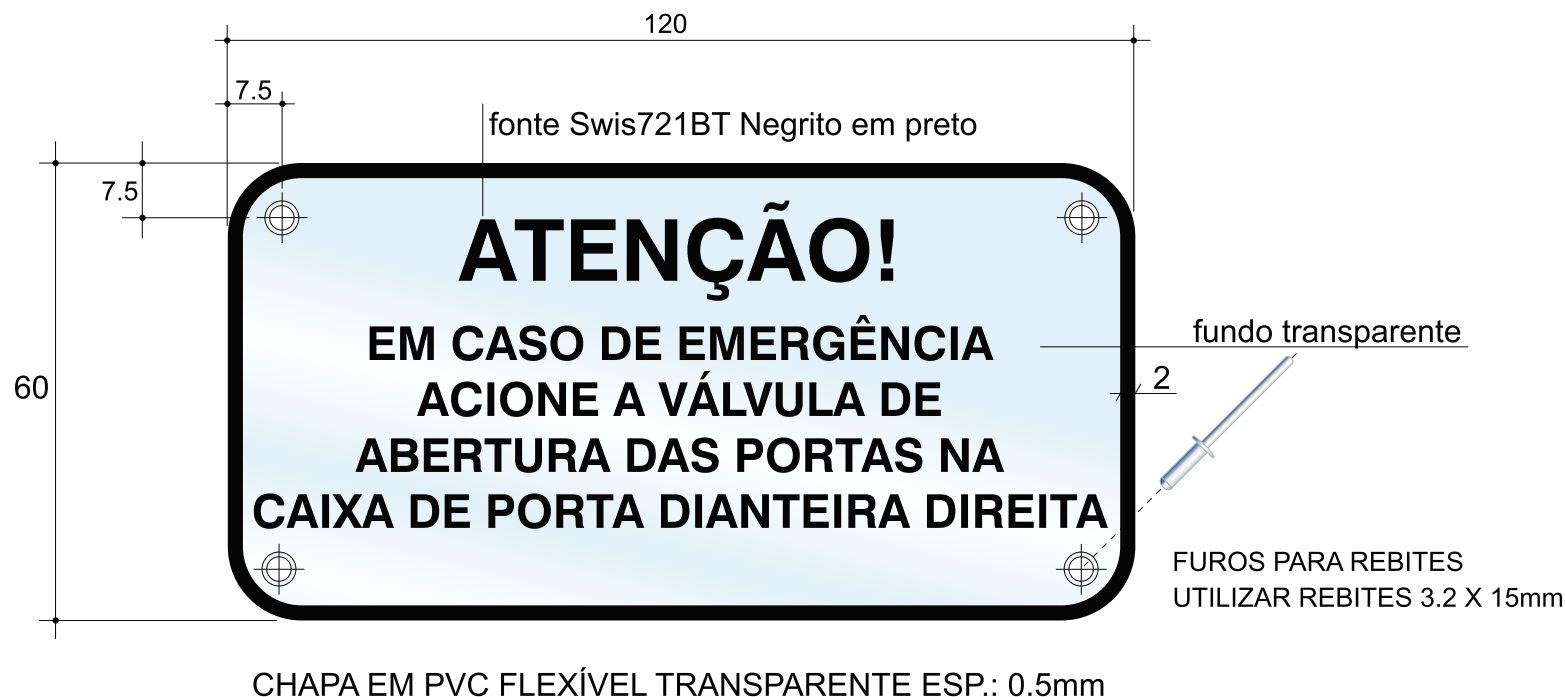 120
7.5
fonte Swis721BT Negrito em preto
7.5
ATENÇÃO!
EM CASO DE EMERGÊNCIA
ACIONE A VÁLVULA DE
ABERTURA DAS PORTAS NA
CAIXA DE PORTA DIANTEIRA DIREITA
fundo transparente
60
2
FUROS PARA REBITES
UTILIZAR REBITES 3.2 X 15mm
CHAPA EM PVC FLEXÍVEL TRANSPARENTE ESP.: 0.5mm